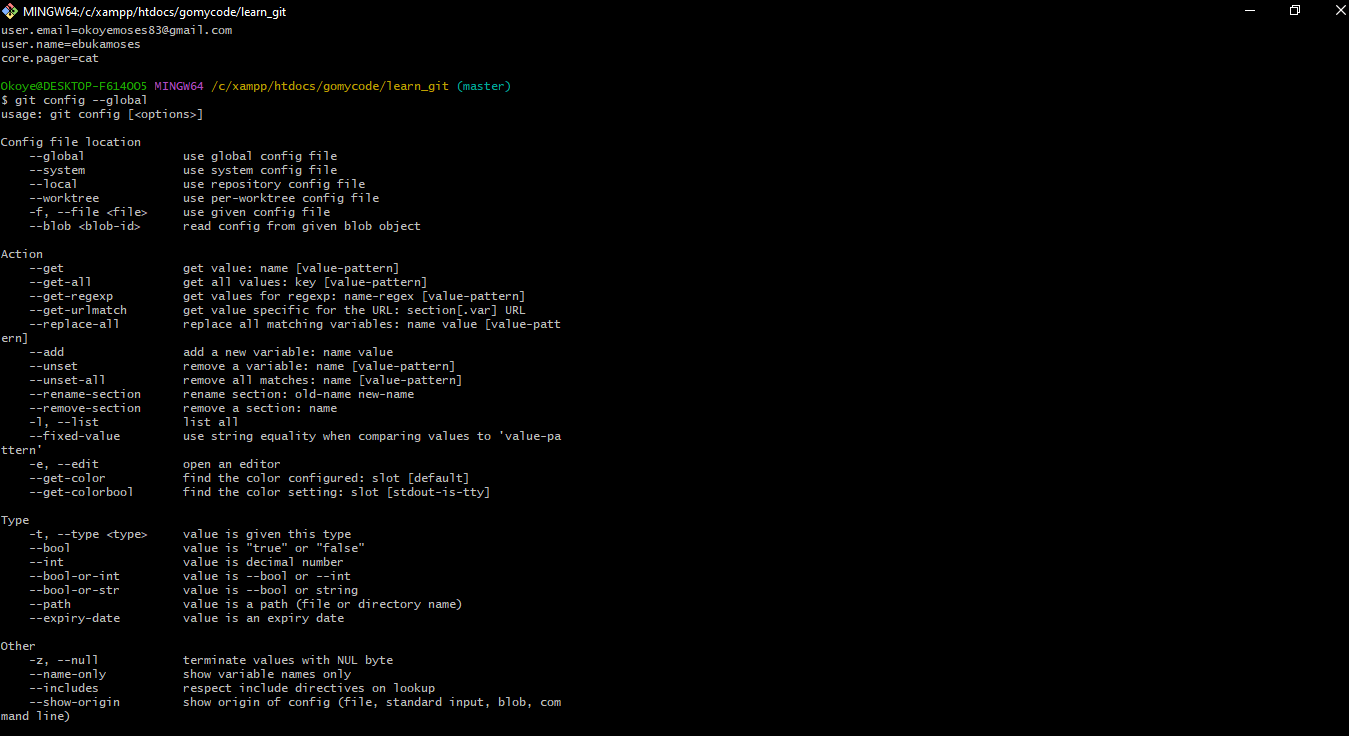 MINGW64:/c/xampp/htdocs/gomycode/learn_git
user.email=okoyemoses83@gmail.com
user.name=ebukamoses
core.pager=cat
Okoye@DESKTOP-F614OO5 MINGW64 /c/xampp/htdocs/gomycode/learn_git (master)
$ git config --global
usage: git config [<options>]
Config file location
--global use global config file
--system use system config file
--local use repository config file
--worktree use per-worktree config file
-f, --file <file> use given config file
--blob <blob-id> read config from given blob object
Action
--get get value: name [value-pattern]
--get-all get all values: key [value-pattern]
--get-regexp get values for regexp: name-regex [value-pattern]
--get-urlmatch get value specific for the URL: section[.var] URL
--replace-all replace all matching variables: name value [value-patt
ern]
--add add a new variable: name value
--unset remove a variable: name [value-pattern]
--unset-all remove all matches: name [value-pattern]
--rename-section rename section: old-name new-name
--remove-section remove a section: name
-l, --list list all
--fixed-value use string equality when comparing values to 'value-pa
ttern'
-e, --edit open an editor
--get-color find the color configured: slot [default]
--get-colorbool find the color setting: slot [stdout-is-tty]
Type
-t, --type <type> value is given this type
--bool value is "true" or "false"
--int value is decimal number
--bool-or-int value is --bool or --int
--bool-or-str value is --bool or string
--path value is a path (file or directory name)
--expiry-date value is an expiry date
Other
-z, --null terminate values with NUL byte
--name-only show variable names only
--includes respect include directives on lookup
--show-origin show origin of config (file, standard input, blob, com
mand line)